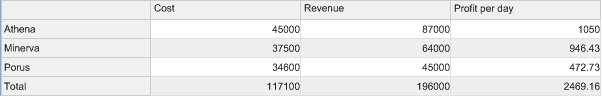 Cost Revenue Profit per day
Athena 45000 87000 1050
Minerva 37500 64000 946.43
Porus 34600 45000 472.73
Total 117100 196000 2469.16